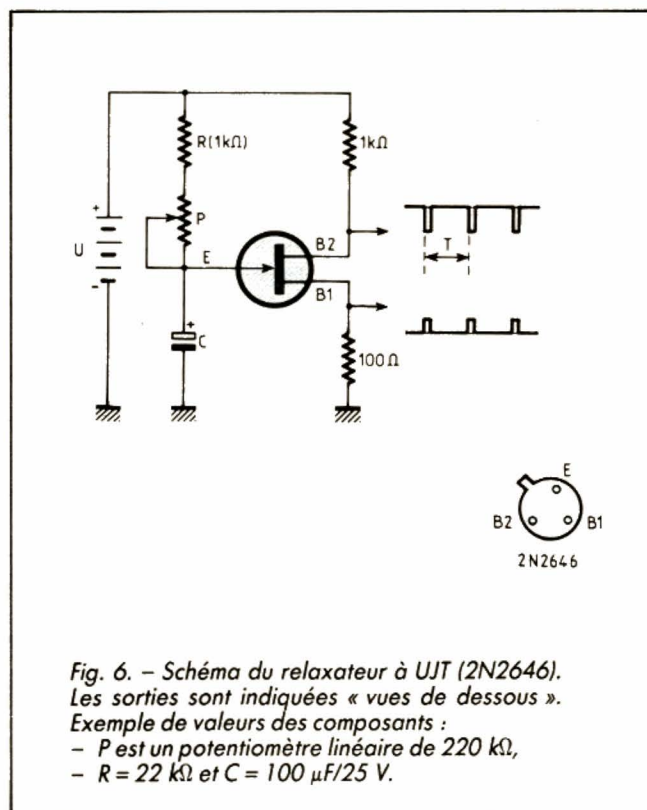 R(1kΩ)
1kΩ
P
U
+
-
E
B2
B1
T
+
C
100Ω
E
B2
B1
2N2646
Fig. 6. – Schéma du relaxateur à UJT (2N2646).
Les sorties sont indiquées « vues de dessous ».
Exemple de valeurs des composants :
– P est un potentiomètre linéaire de 220 kΩ,
– R = 22 kΩ et C = 100 μF/25 V.